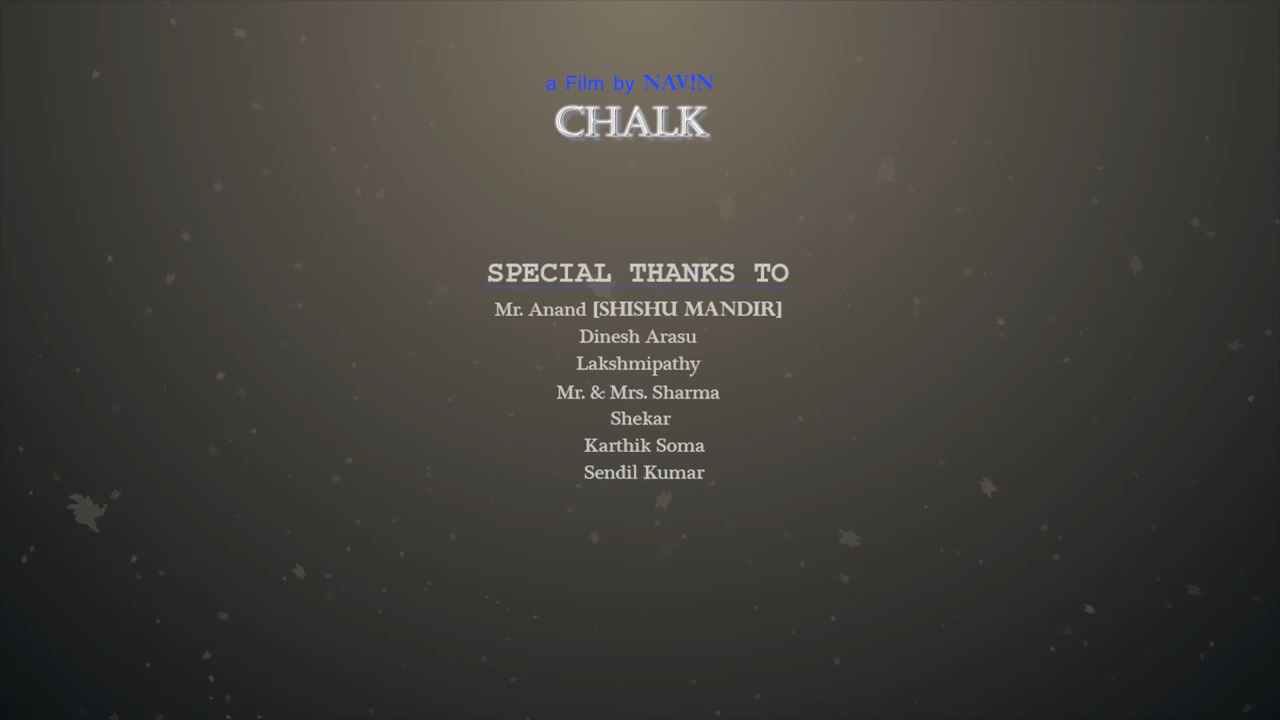 a Film by NAV!N
CHALK
SPECIAL THANKS TO
Mr. Anand [SHISHU MANDIR]
Dinesh Arasu
Lakshmipathy
Mr. & Mrs. Sharma
Shekar
Karthik Soma
Sendil Kumar